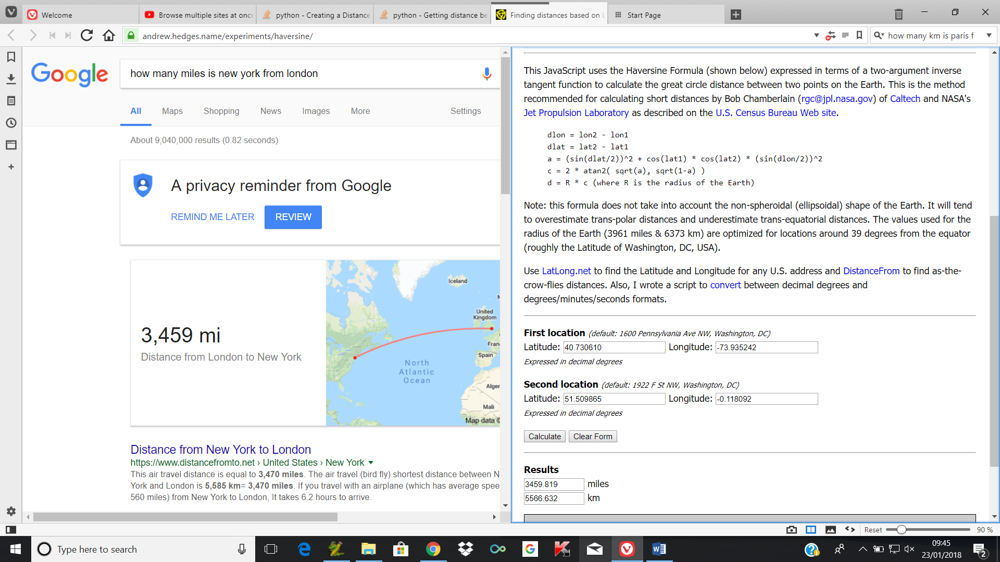 Welcome
Browse multiple sites at once
python - Creating a Distance
python - Getting distance be
Finding distances based on L
Start Page
andrew.hedges.name/experiments/haversine/
how many km is paris f
Google
how many miles is new york from london
All
Maps
Shopping
News
Images
More
Settings
About 9,040,000 results (0.82 seconds)
A privacy reminder from Google
REMIND ME LATER
REVIEW
3,459 mi
Distance from London to New York
Iceland
United
Kingdom
Fran
Spain
North
Atlantic
Ocean
Alger
Mali
Map data ©
Distance from New York to London
https://www.distancefromto.net › United States › New York
This air travel distance is equal to 3,470 miles. The air travel (bird fly) shortest distance between N
York and London is 5,585 km= 3,470 miles. If you travel with an airplane (which has average spee
560 miles) from New York to London, It takes 6.2 hours to arrive.
This JavaScript uses the Haversine Formula (shown below) expressed in terms of a two-argument inverse
tangent function to calculate the great circle distance between two points on the Earth. This is the method
recommended for calculating short distances by Bob Chamberlain (rgc@jpl.nasa.gov) of Caltech and NASA's
Jet Propulsion Laboratory as described on the U.S. Census Bureau Web site.
dlon = lon2 - lon1
dlat = lat2 - lat1
a = (sin(dlat/2))^2 + cos(lat1) * cos(lat2) * (sin(dlon/2))^2
c = 2 * atan2( sqrt(a), sqrt(1-a) )
d = R * c (where R is the radius of the Earth)
Note: this formula does not take into account the non-spheroidal (ellipsoidal) shape of the Earth. It will tend
to overestimate trans-polar distances and underestimate trans-equatorial distances. The values used for the
radius of the Earth (3961 miles & 6373 km) are optimized for locations around 39 degrees from the equator
(roughly the Latitude of Washington, DC, USA).
Use LatLong.net to find the Latitude and Longitude for any U.S. address and DistanceFrom to find as-the-
crow-flies distances. Also, I wrote a script to convert between decimal degrees and
degrees/minutes/seconds formats.
First location (default: 1600 Pennsylvania Ave NW, Washington, DC)
Latitude: 40.730610 Longitude: -73.935242
Expressed in decimal degrees
Second location (default: 1922 F St NW, Washington, DC)
Latitude: 51.509865 Longitude: -0.118092
Expressed in decimal degrees
Calculate Clear Form
Results
3459.819 miles
5566.632 km
Reset 90 %
Type here to search
09:45
23/01/2018
2